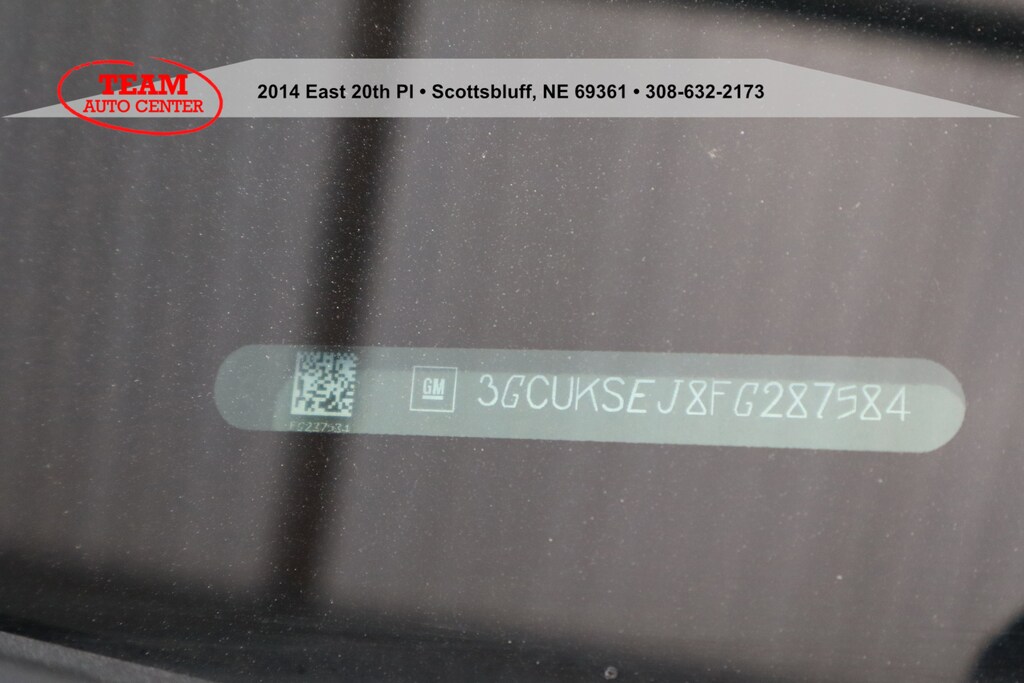 TEAM
AUTO CENTER
2014 East 20th Pl • Scottsbluff, NE 69361 • 308-632-2173
GM
3GCUKSEJ8FG287584